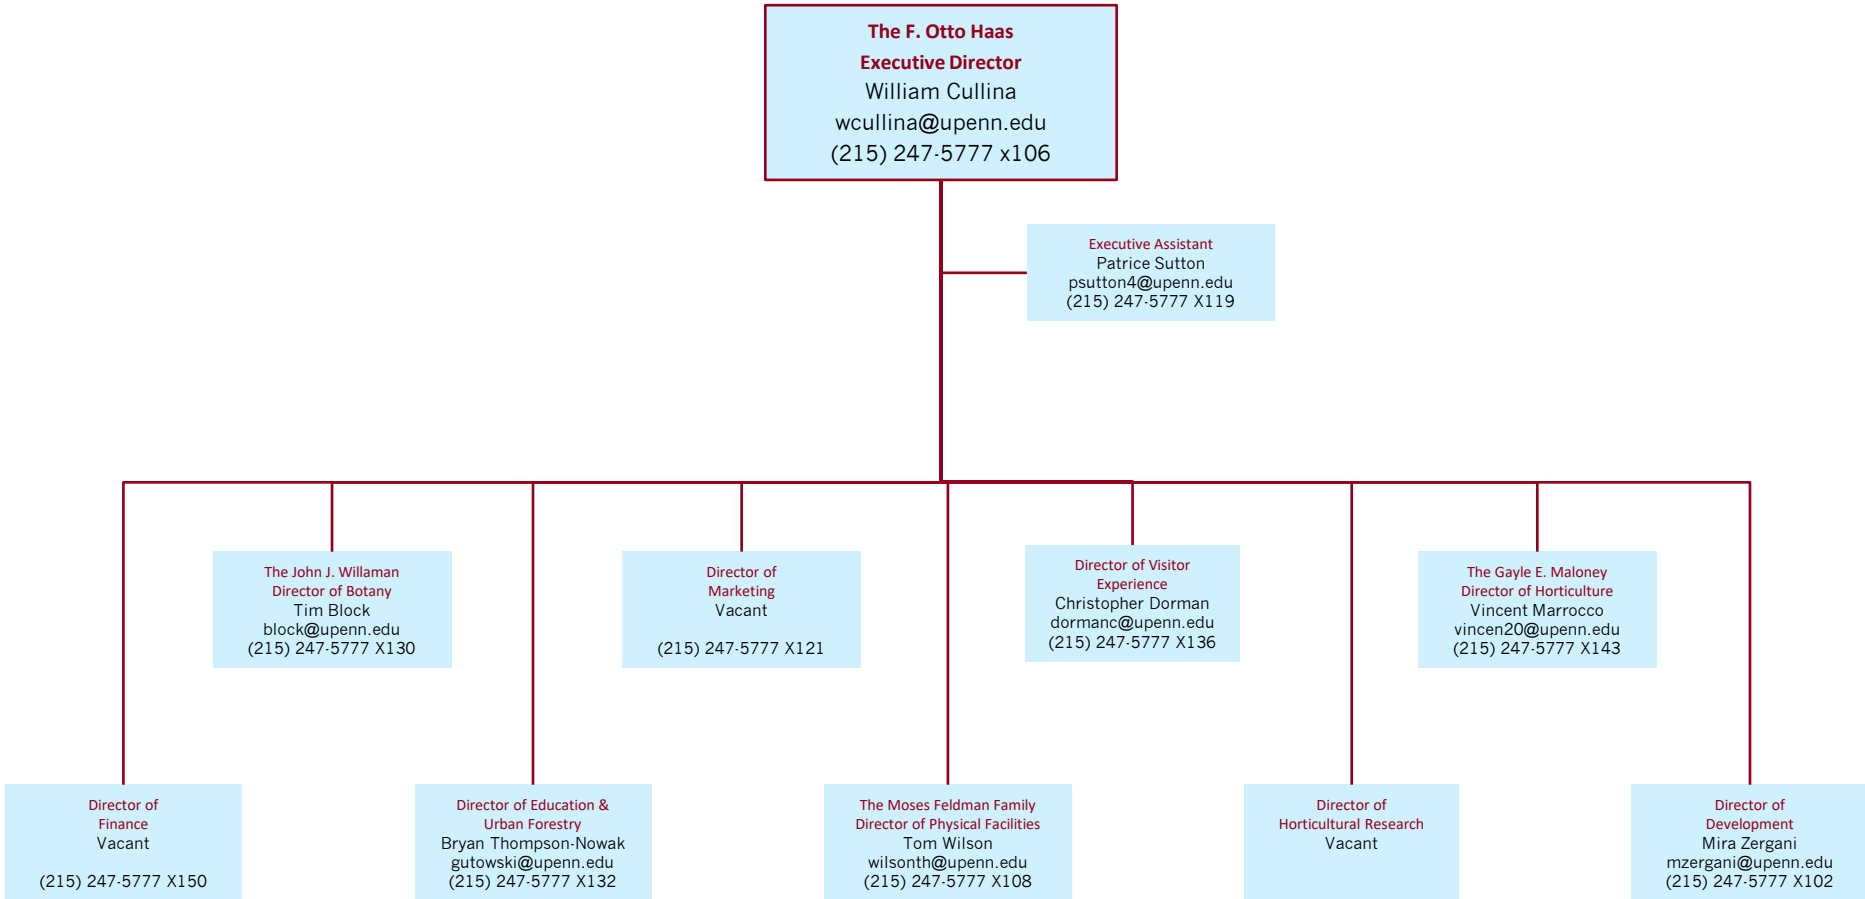 The F. Otto Haas
Executive Director
William Cullina
wcullina@upenn.edu
(215) 247-5777 x106
Executive Assistant
Patrice Sutton
psutton4@upenn.edu
(215) 247-5777 X119
The John J. Willaman
Director of Botany
Tim Block
block@upenn.edu
(215) 247-5777 X130
Director of
Marketing
Vacant
(215) 247-5777 X121
Director of Visitor
Experience
Christopher Dorman
dormanc@upenn.edu
(215) 247-5777 X136
The Gayle E. Maloney
Director of Horticulture
Vincent Marrocco
vincen20@upenn.edu
(215) 247-5777 X143
Director of
Finance
Vacant
(215) 247-5777 X150
Director of Education &
Urban Forestry
Bryan Thompson-Nowak
gutowski@upenn.edu
(215) 247-5777 X132
The Moses Feldman Family
Director of Physical Facilities
Tom Wilson
wilsonth@upenn.edu
(215) 247-5777 X108
Director of
Horticultural Research
Vacant
Director of
Development
Mira Zergani
mzergani@upenn.edu
(215) 247-5777 X102